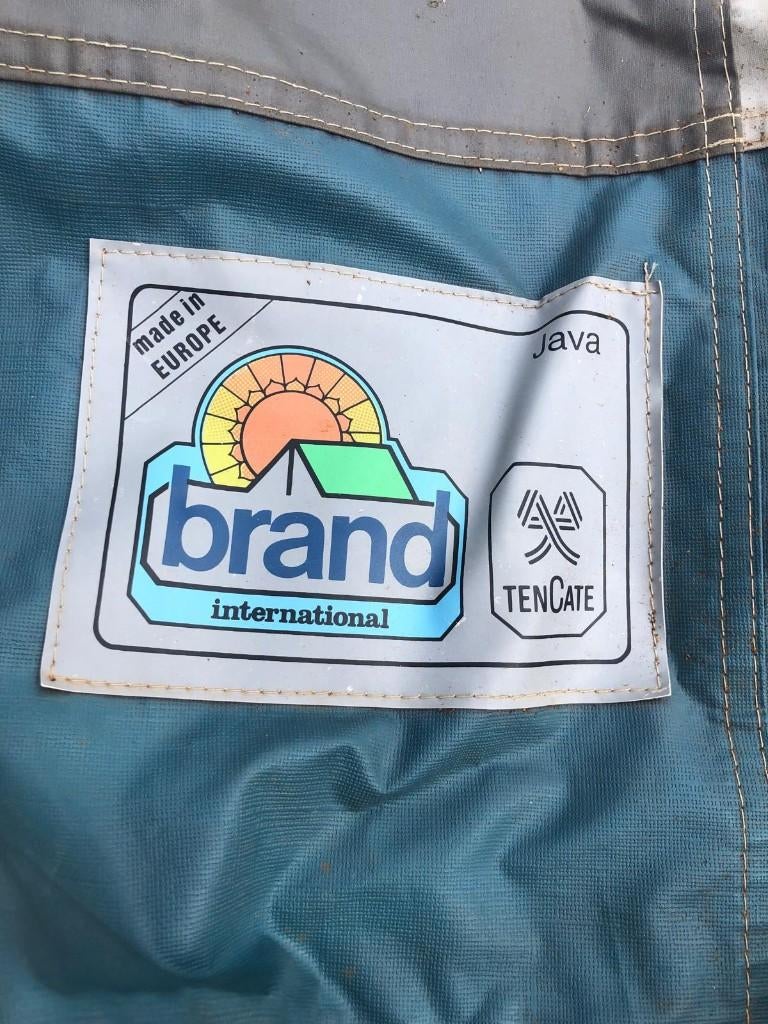 made in
EUROPE
Java
brand
international
TENCATE